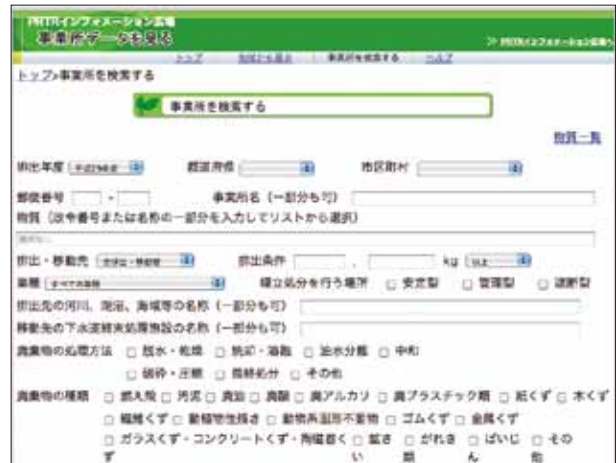 PRTRインフォメーション広場
事業所データを見る
≫ PRTRインフォメーション広場へ
トップ 地域から選ぶ 事業所を検索する ヘルプ
トップ>事業所を検索する
事業所を検索する
物質一覧
排出年度 都道府県 市区町村
郵便番号 - 事業所名（一部分も可）
物質（政令番号または名称の一部分を入力してリストから選択）
排出・移動先 排出条件 . kg 以上
業種 すべての業種 埋立処分を行う場所 安定型 管理型 遮断型
排出先の河川、湖沼、海域等の名称（一部分も可）
移動先の下水道終末処理施設の名称（一部分も可）
廃棄物の処理方法 脱水・乾燥 焼却・溶融 油水分離 中和
破砕・圧縮 最終処分 その他
廃棄物の種類 燃え殻 汚泥 廃油 廃酸 廃アルカリ 廃プラスチック類 紙くず 木くず
繊維くず 動植物性残さ 動物系固形不要物 ゴムくず 金属くず
ガラスくず・コンクリートくず・陶磁器く 鉱さ がれき ばいじ その
ず い 類 ん 他